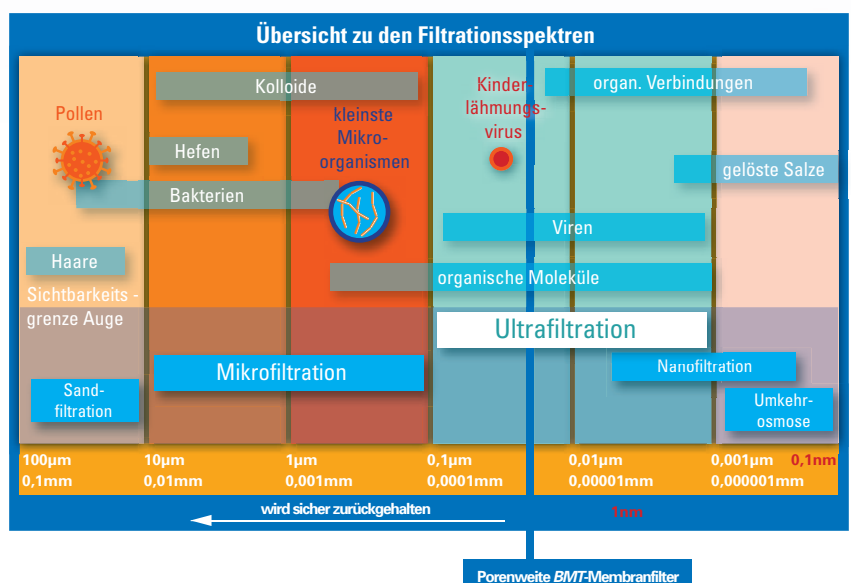 Übersicht zu den Filtrationsspektren
Kolloide
organ. Verbindungen
Kinder-
lähmungs-
virus
Pollen
kleinste
Mikro-
organismen
Hefen
gelöste Salze
Bakterien
Viren
Haare
organische Moleküle
Sichtbarkeits -
grenze Auge
Ultrafiltration
Mikrofiltration
Nanofiltration
Sand-
filtration
Umkehr-
osmose
100µm 10µm 1µm 0,1µm 0,01µm 0,001µm 0,1nm
0,1mm 0,01mm 0,001mm 0,0001mm 0,00001mm 0,000001mm
wird sicher zurückgehalten 1nm
Porenweite BMT-Membranfilter